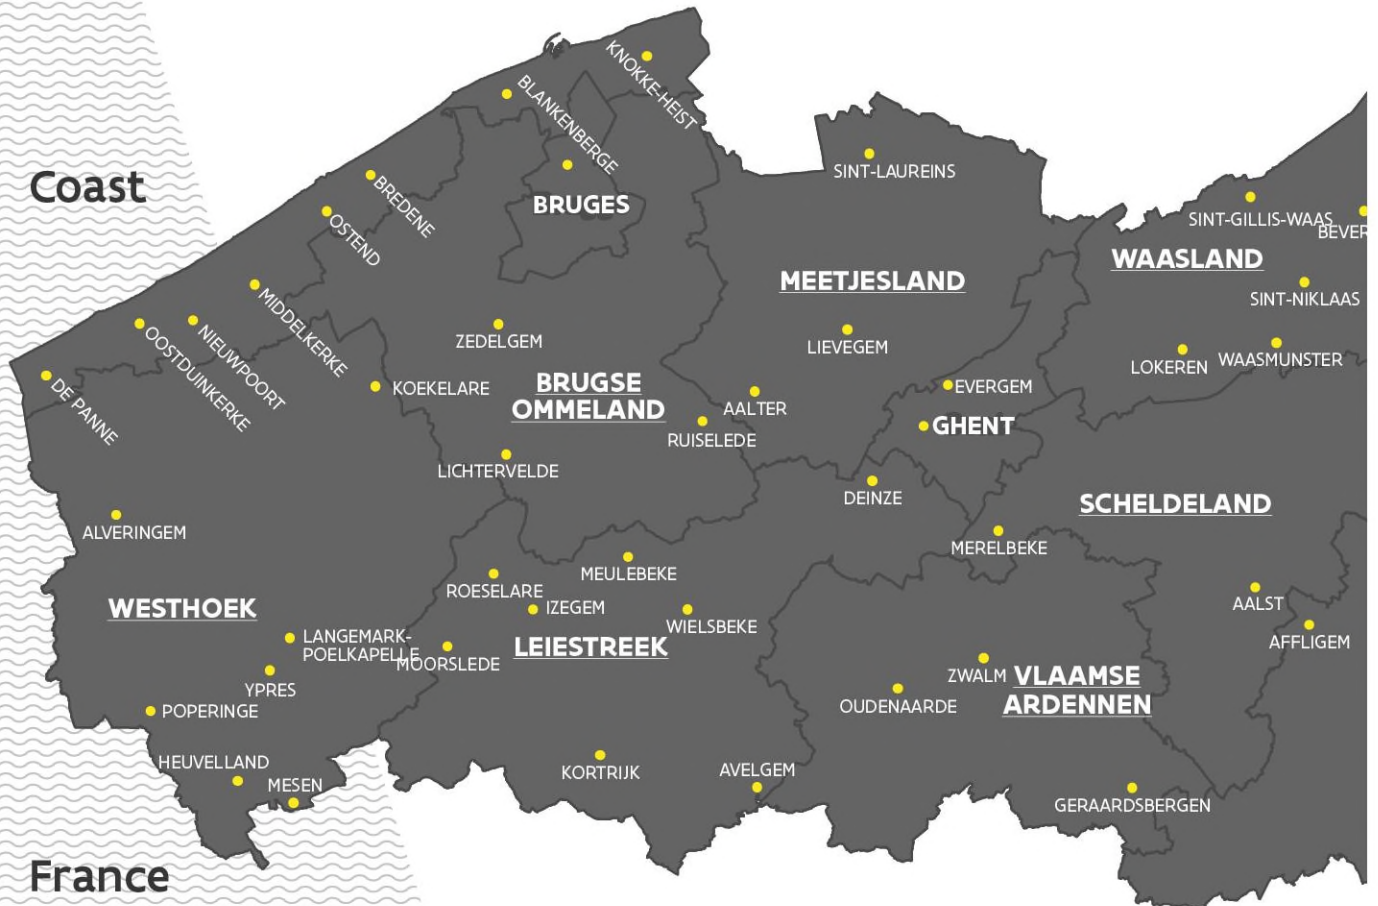 KNOKKE-HEIST
BLANKENBERGE
SINT-LAUREINS
Coast
BREDENE
BRUGES
SINT-GILLIS-WAAS
BEVER
OSTEND
WAASLAND
MEETJESLAND
SINT-NIKLAAS
MIDDELKERKE
NIEUWPOORT
OOSTDUINKERKE
ZEDELGEM
LIEVEGEM
LOKEREN
WAASMUNSTER
DE PANNE
KOEKELARE
BRUGSE
OMMELAND
AALTER
EVERGEM
GHENT
RUISELEDE
LICHTERVELDE
DEINZE
SCHELDELAND
ALVERINGEM
MERELBEKE
MEULEBEKE
ROESELARE
IZEGEM
WESTHOEK
WIELSBEKE
AALST
AFFLIGEM
LANGEMARK-
POELKAPELLE
MOORSLEDE
LEIESTREEK
YPRES
ZWALM
VLAAMSE
ARDENNEN
OUDENAARDE
POPERINGE
HEUVELLAND
KORTRIJK
AVELGEM
MESEN
GERAARDSBERGEN
France